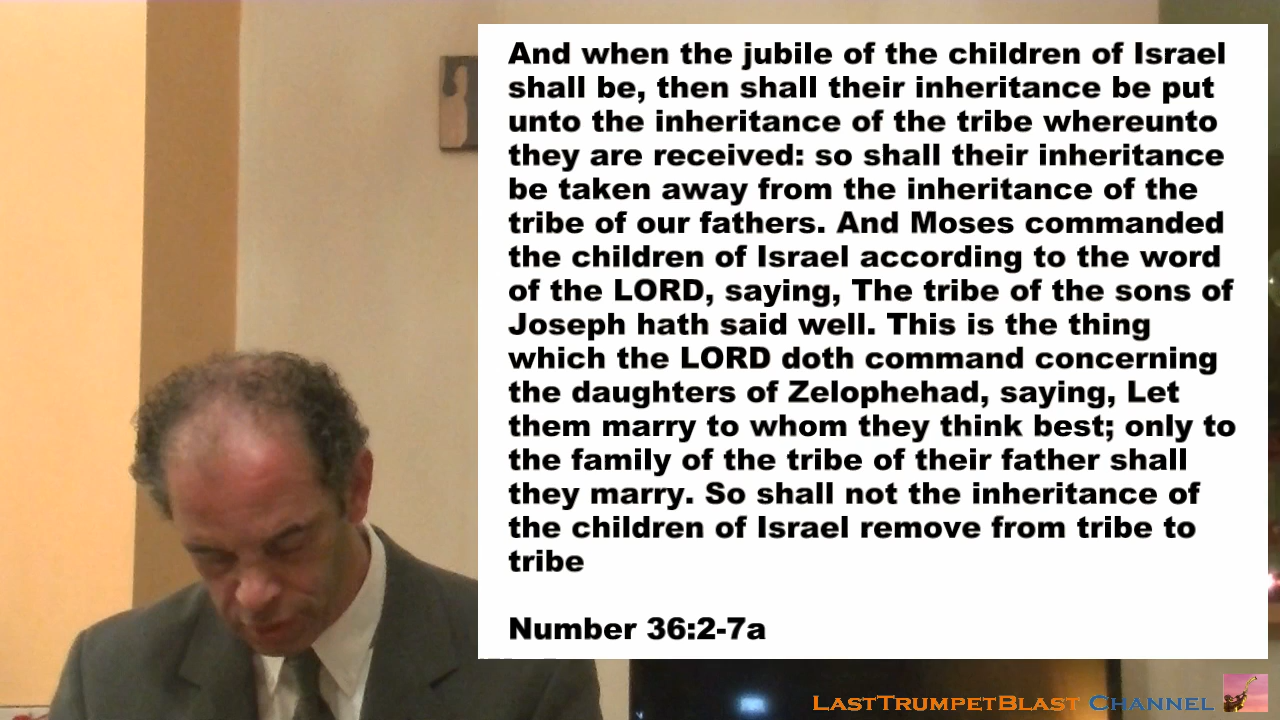 And when the jubile of the children of Israel
shall be, then shall their inheritance be put
unto the inheritance of the tribe whereunto
they are received: so shall their inheritance
be taken away from the inheritance of the
tribe of our fathers. And Moses commanded
the children of Israel according to the word
of the LORD, saying, The tribe of the sons of
Joseph hath said well. This is the thing
which the LORD doth command concerning
the daughters of Zelophehad, saying, Let
them marry to whom they think best; only to
the family of the tribe of their father shall
they marry. So shall not the inheritance of
the children of Israel remove from tribe to
tribe
Number 36:2-7a
LastTrumpetBlast Channel